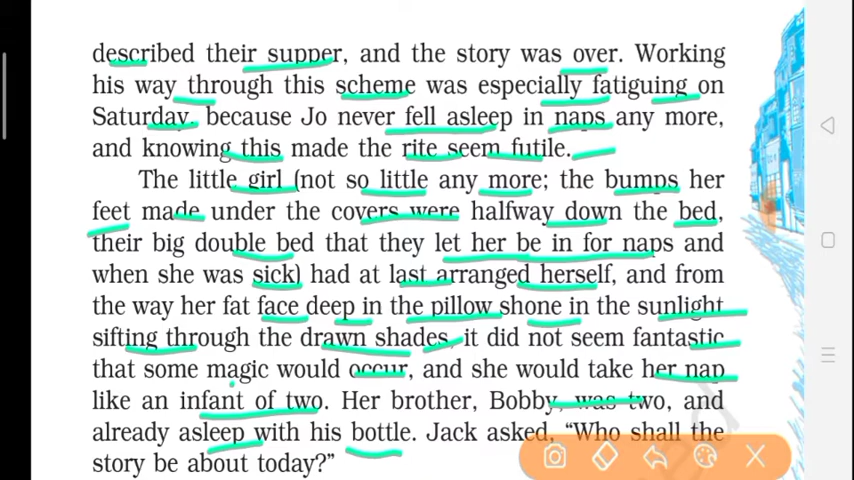 described their supper, and the story was over. Working
his way through this scheme was especially fatiguing on
Saturday, because Jo never fell asleep in naps any more,
and knowing this made the rite seem futile.
The little girl (not so little any more; the bumps her
feet made under the covers were halfway down the bed,
their big double bed that they let her be in for naps and
when she was sick) had at last arranged herself, and from
the way her fat face deep in the pillow shone in the sunlight
sifting through the drawn shades, it did not seem fantastic
that some magic would occur, and she would take her nap
like an infant of two. Her brother, Bobby, was two, and
already asleep with his bottle. Jack asked, “Who shall the
story be about today?”